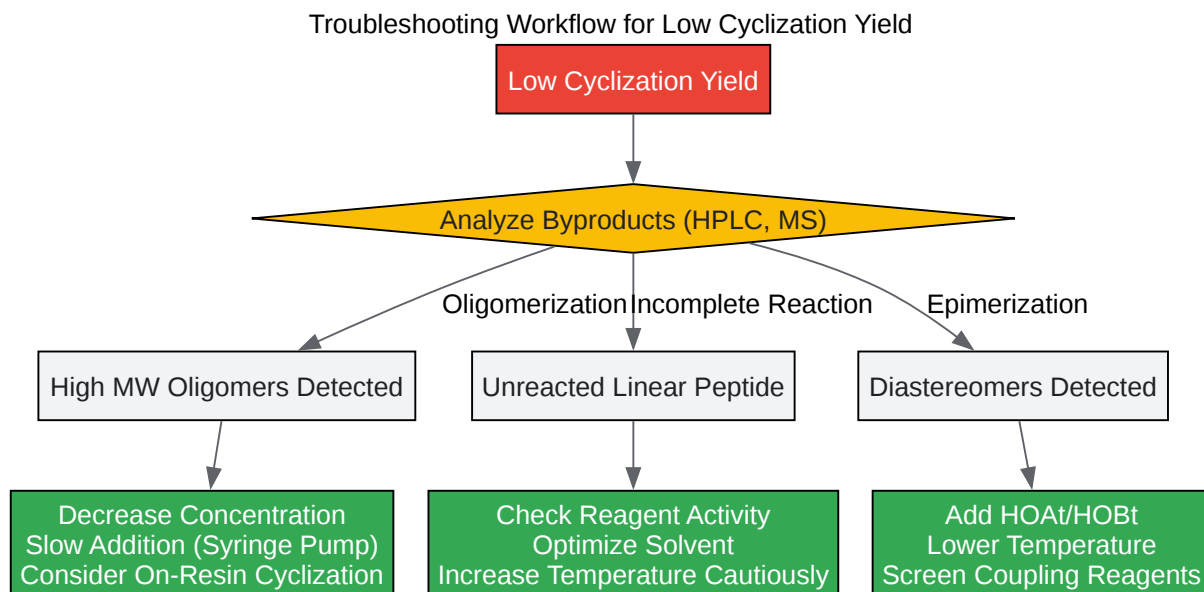 Troubleshooting Workflow for Low Cyclization Yield
Low Cyclization Yield
Analyze Byproducts (HPLC, MS)
Oligomerization
Incomplete Reaction
Epimerization
High MW Oligomers Detected
Unreacted Linear Peptide
Diastereomers Detected
Decrease Concentration
Slow Addition (Syringe Pump)
Consider On-Resin Cyclization
Check Reagent Activity
Optimize Solvent
Increase Temperature Cautiously
Add HOAt/HOBt
Lower Temperature
Screen Coupling Reagents